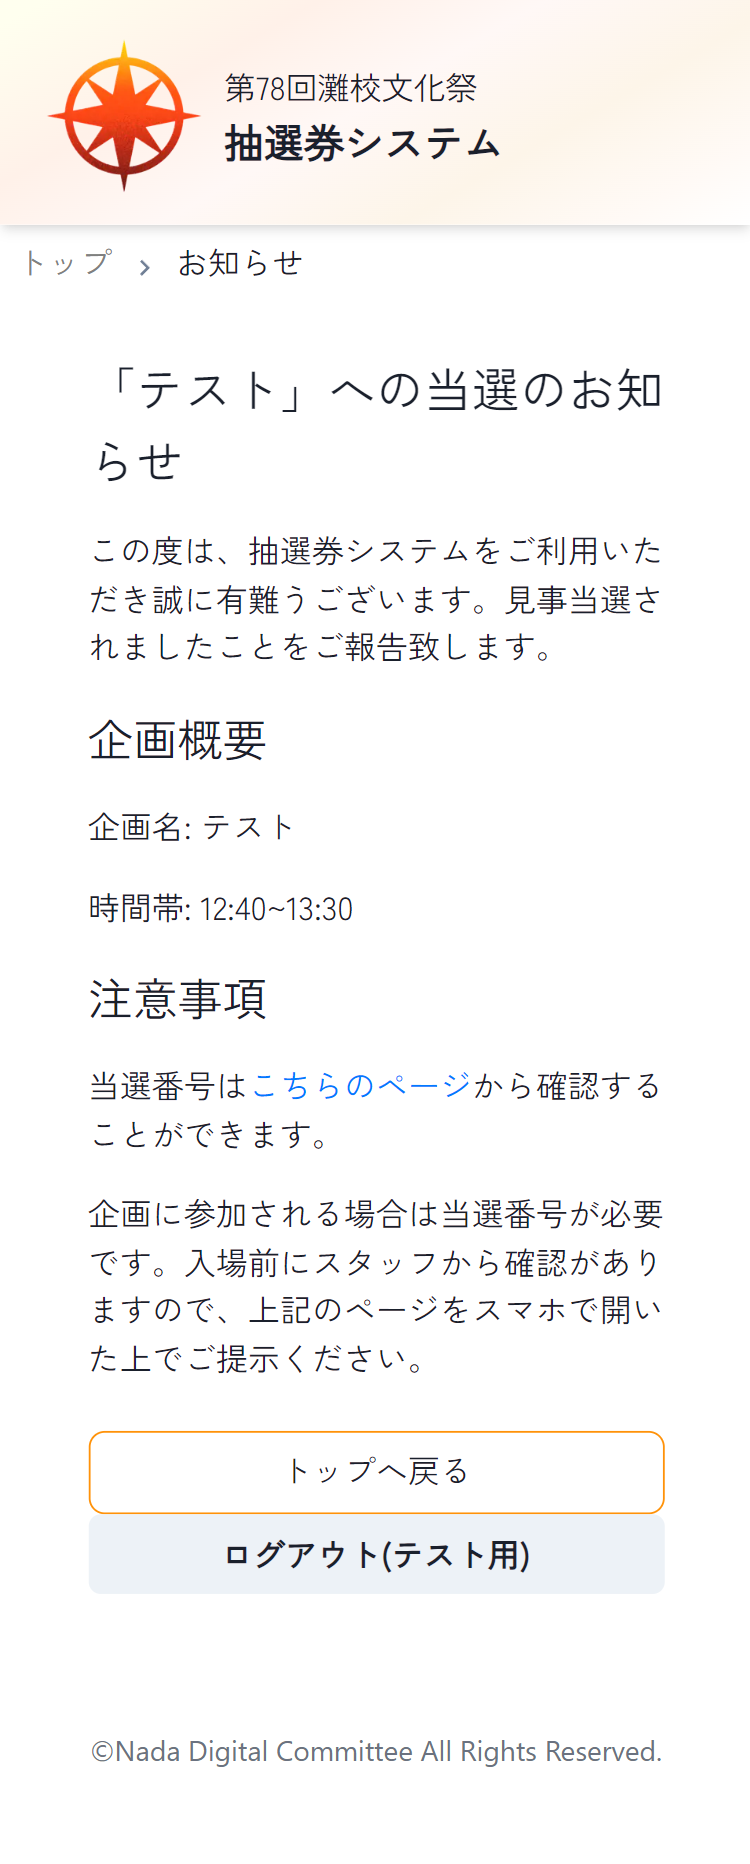 第78回灘校文化祭
抽選券システム
トップ › お知らせ
「テスト」への当選のお知
らせ
この度は、抽選券システムをご利用いた
だき誠に有難うございます。見事当選さ
れましたことをご報告致します。
企画概要
企画名: テスト
時間帯: 12:40~13:30
注意事項
当選番号はこちらのページから確認する
ことができます。
企画に参加される場合は当選番号が必要
です。入場前にスタッフから確認があり
ますので、上記のページをスマホで開い
た上でご提示ください。
トップへ戻る
ログアウト(テスト用)
©Nada Digital Committee All Rights Reserved.